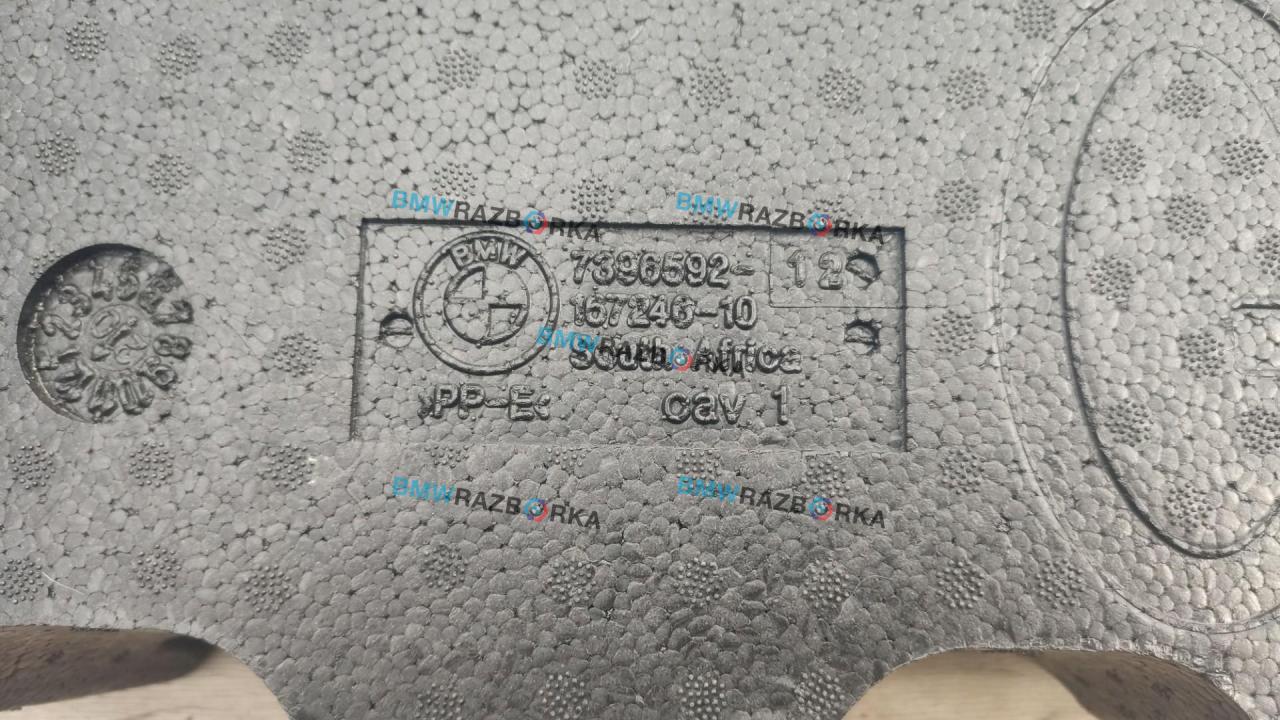 BMWRAZBORKA BMWRAZBORKA
BMW
7396592- 12
157246-10
South Africa
>PP-E<
cav 1
BMWRAZBORKA
BMWRAZBORKA BMWRAZBORKA